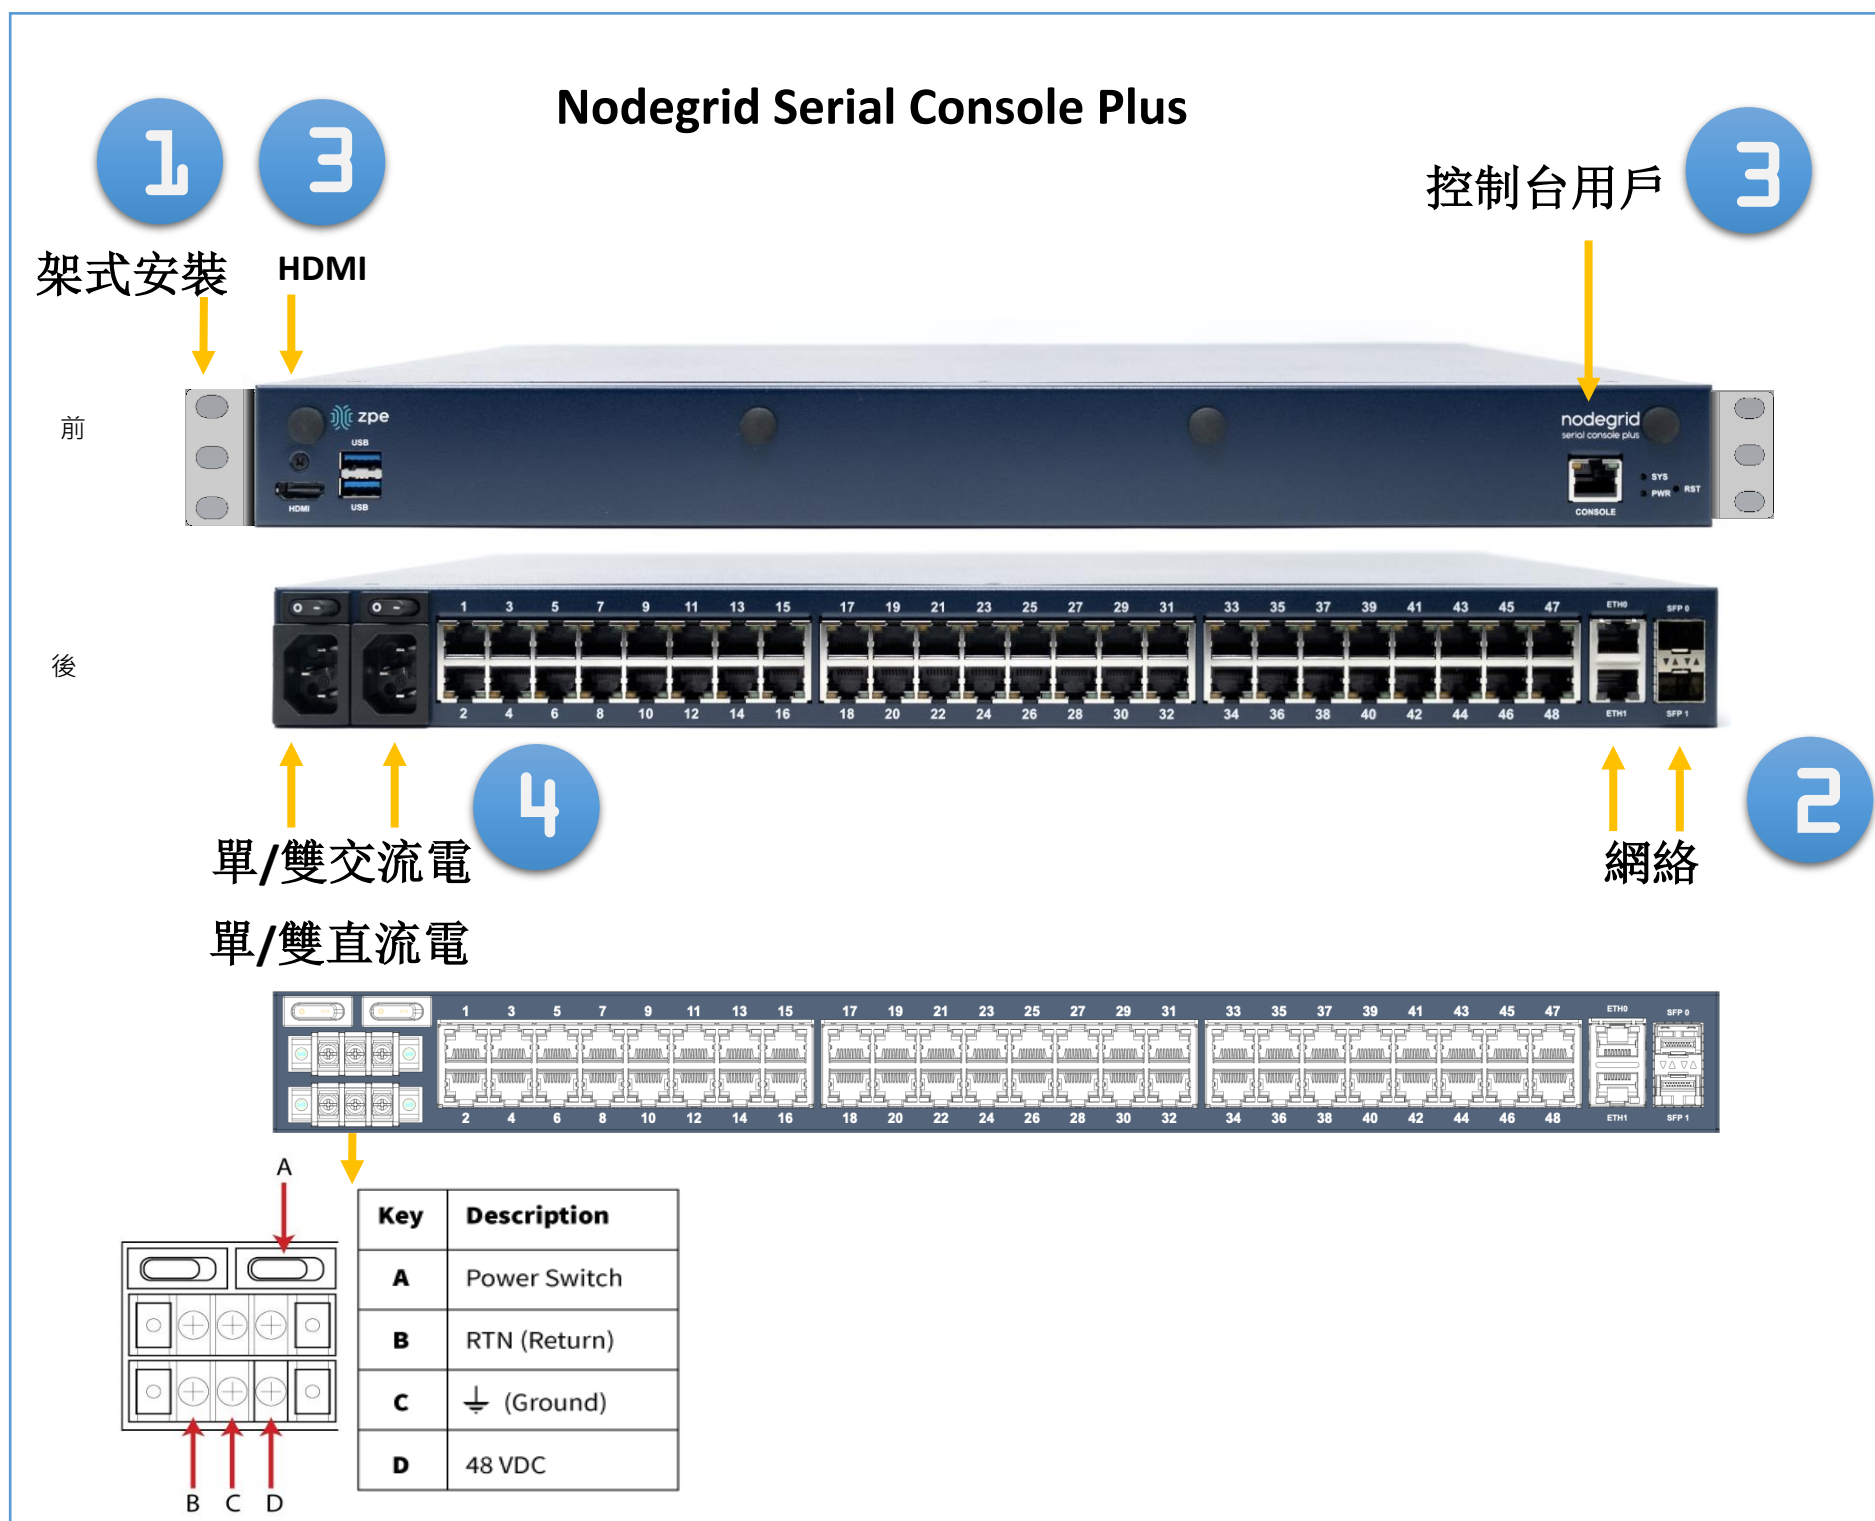 Nodegrid Serial Console Plus
1
3
控制台用戶
3
架式安裝
HDMI
前
zpe
USB
HDMI
USB
nodegrid
serial console plus
SYS
PWR
RST
CONSOLE
後
1 3 5 7 9 11 13 15 17 19 21 23 25 27 29 31 33 35 37 39 41 43 45 47 ETH0 SFP 0
2 4 6 8 10 12 14 16 18 20 22 24 26 28 30 32 34 36 38 40 42 44 46 48 ETH1 SFP 1
4
2
單/雙交流電
網絡
單/雙直流電
1 3 5 7 9 11 13 15 17 19 21 23 25 27 29 31 33 35 37 39 41 43 45 47 ETH0 SFP 0
2 4 6 8 10 12 14 16 18 20 22 24 26 28 30 32 34 36 38 40 42 44 46 48 ETH1 SFP 1
A
Key Description
A Power Switch
B RTN (Return)
C ⏚ (Ground)
D 48 VDC
B C D